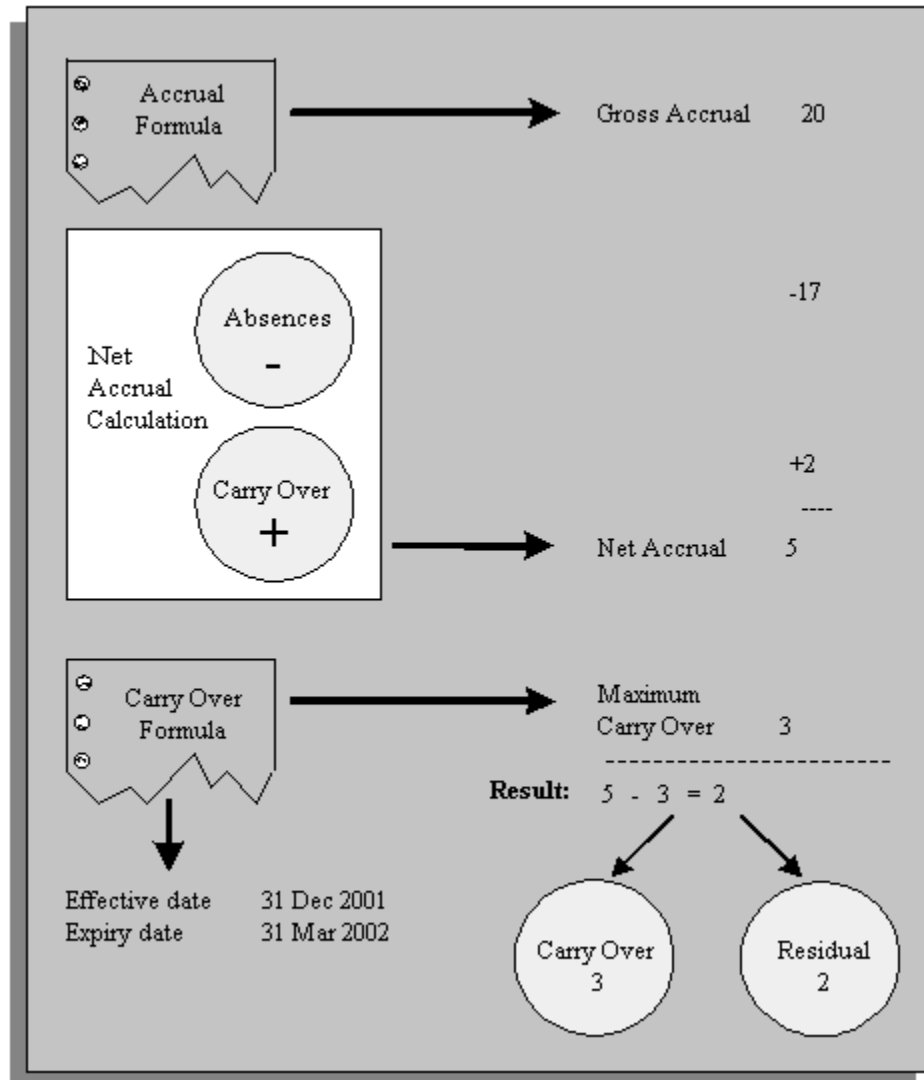 Accrual
Formula
Gross Accrual 20
Absences
-
-17
Net
Accrual
Calculation
Carry Over
+
+2
----
Net Accrual 5
Carry Over
Formula
Maximum
Carry Over 3
---------------------------
Result: 5 - 3 = 2
Effective date 31 Dec 2001
Expiry date 31 Mar 2002
Carry Over
3
Residual
2